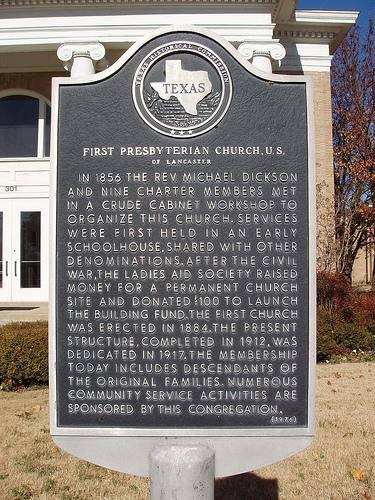 TEXAS HISTORICAL COMMISSION
TEXAS
FIRST PRESBYTERIAN CHURCH, U.S.
OF LANCASTER
IN 1856 THE REV. MICHAEL DICKSON
AND NINE CHARTER MEMBERS MET
IN A CRUDE CABINET WORKSHOP TO
ORGANIZE THIS CHURCH. SERVICES
WERE FIRST HELD IN AN EARLY
SCHOOLHOUSE, SHARED WITH OTHER
DENOMINATIONS. AFTER THE CIVIL
WAR, THE LADIES AID SOCIETY RAISED
MONEY FOR A PERMANENT CHURCH
SITE AND DONATED $100 TO LAUNCH
THE BUILDING FUND. THE FIRST CHURCH
WAS ERECTED IN 1884. THE PRESENT
STRUCTURE, COMPLETED IN 1912, WAS
DEDICATED IN 1917. THE MEMBERSHIP
TODAY INCLUDES DESCENDANTS OF
THE ORIGINAL FAMILIES. NUMEROUS
COMMUNITY SERVICE ACTIVITIES ARE
SPONSORED BY THIS CONGREGATION.
(1976)
301